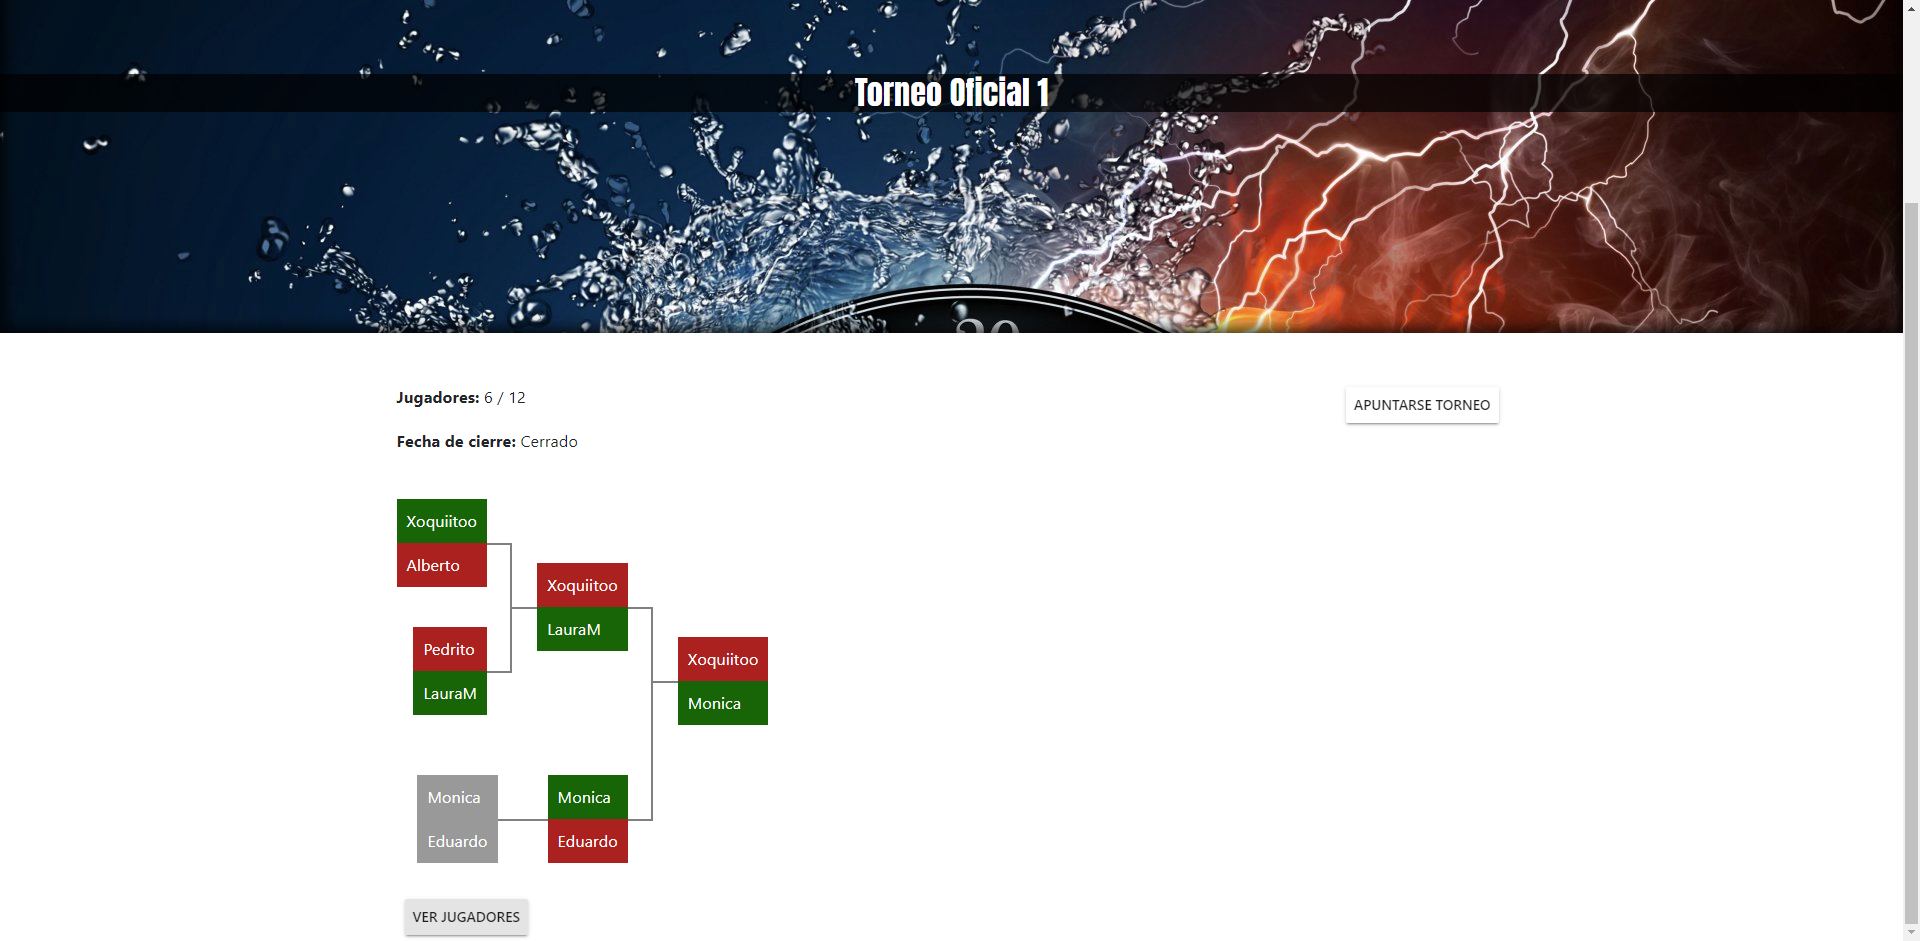 Torneo Oficial 1
Jugadores: 6 / 12
APUNTARSE TORNEO
Fecha de cierre: Cerrado
Xoquiitoo
Alberto
Pedrito
LauraM
Monica
Eduardo
Xoquiitoo
LauraM
Monica
Eduardo
Xoquiitoo
Monica
VER JUGADORES